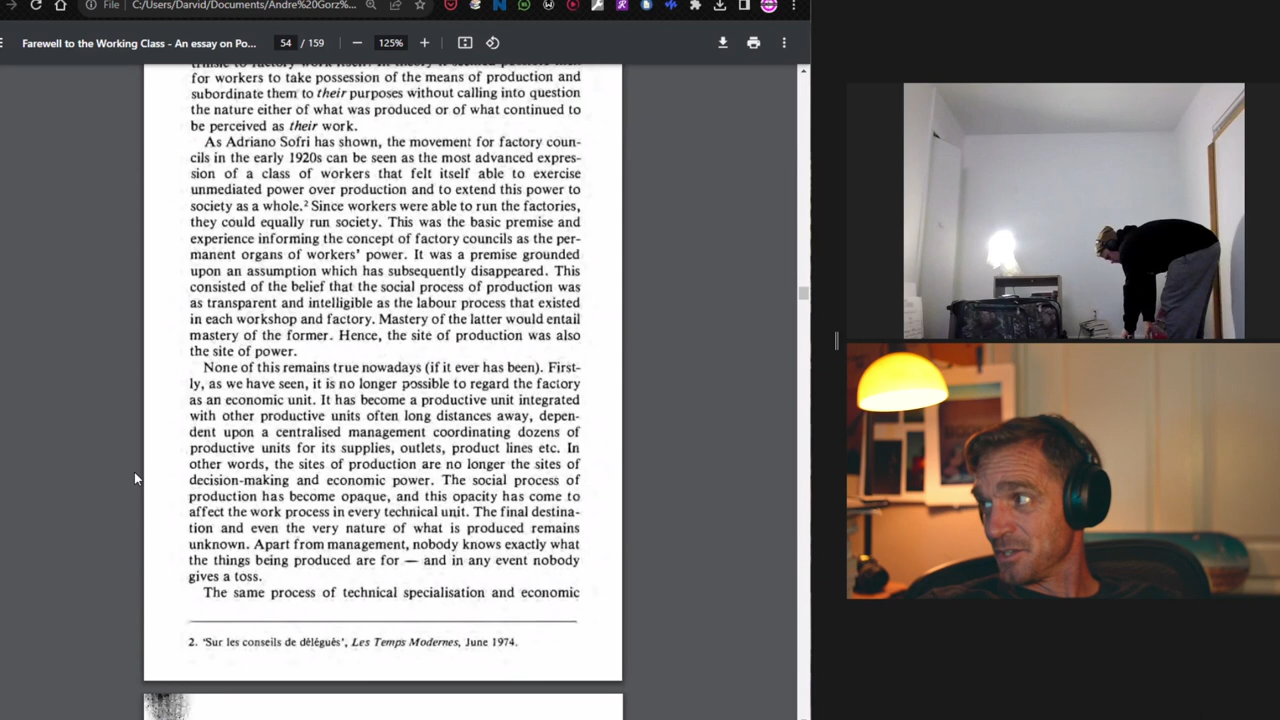 File
C:/Users/Darvid/Documents/Andre%20Gorz%20...
Farewell to the Working Class - An essay on Po...
54 / 159
125%
for workers to take possession of the means of production and
subordinate them to their purposes without calling into question
the nature either of what was produced or of what continued to
be perceived as their work.
As Adriano Sofri has shown, the movement for factory coun-
cils in the early 1920s can be seen as the most advanced expres-
sion of a class of workers that felt itself able to exercise
unmediated power over production and to extend this power to
society as a whole.² Since workers were able to run the factories,
they could equally run society. This was the basic premise and
experience informing the concept of factory councils as the per-
manent organs of workers' power. It was a premise grounded
upon an assumption which has subsequently disappeared. This
consisted of the belief that the social process of production was
as transparent and intelligible as the labour process that existed
in each workshop and factory. Mastery of the latter would entail
mastery of the former. Hence, the site of production was also
the site of power.
None of this remains true nowadays (if it ever has been). First-
ly, as we have seen, it is no longer possible to regard the factory
as an economic unit. It has become a productive unit integrated
with other productive units often long distances away, depen-
dent upon a centralised management coordinating dozens of
productive units for its supplies, outlets, product lines etc. In
other words, the sites of production are no longer the sites of
decision-making and economic power. The social process of
production has become opaque, and this opacity has come to
affect the work process in every technical unit. The final destina-
tion and even the very nature of what is produced remains
unknown. Apart from management, nobody knows exactly what
the things being produced are for — and in any event nobody
gives a toss.
The same process of technical specialisation and economic
2. 'Sur les conseils de délégués', Les Temps Modernes, June 1974.